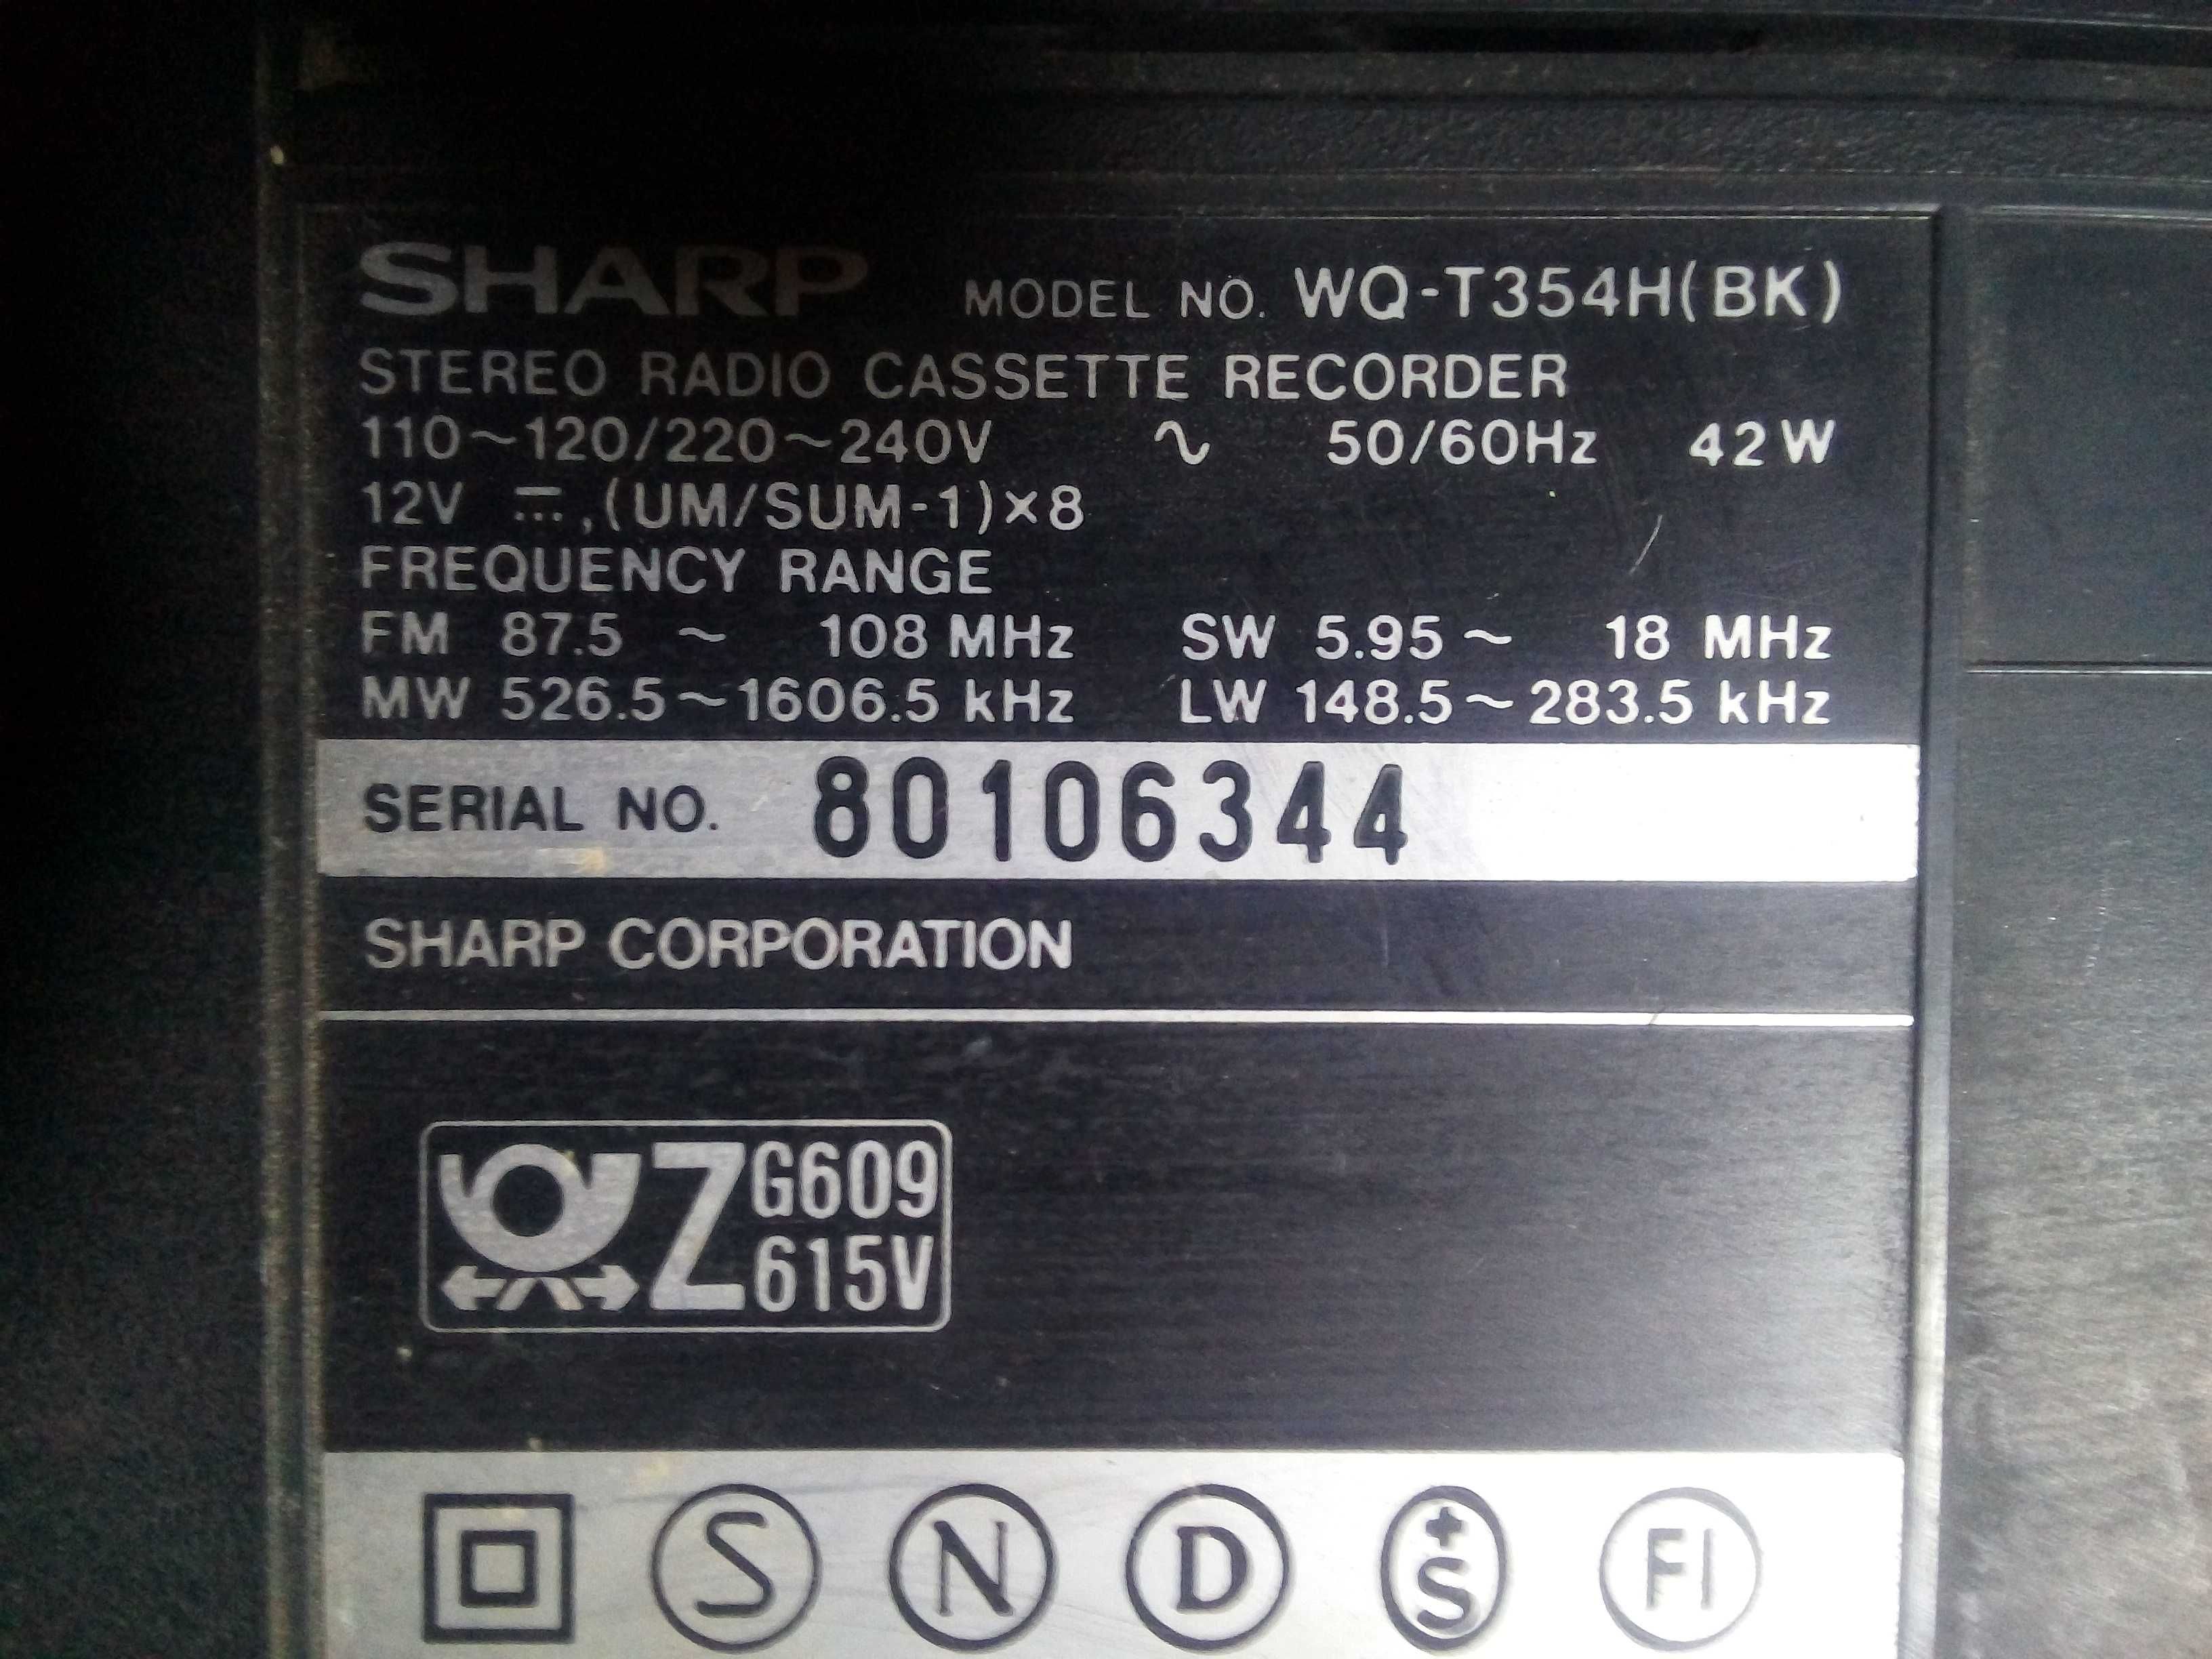 SHARP MODEL NO. WQ-T354H(BK)
STEREO RADIO CASSETTE RECORDER
110~120/220~240V ∿ 50/60Hz 42W
12V ⎓,(UM/SUM-1)×8
FREQUENCY RANGE
FM 87.5 ~ 108 MHz SW 5.95 ~ 18 MHz
MW 526.5~1606.5 kHz LW 148.5~283.5 kHz
SERIAL NO. 80106344
SHARP CORPORATION
Z G609
615V
S N D +S FI